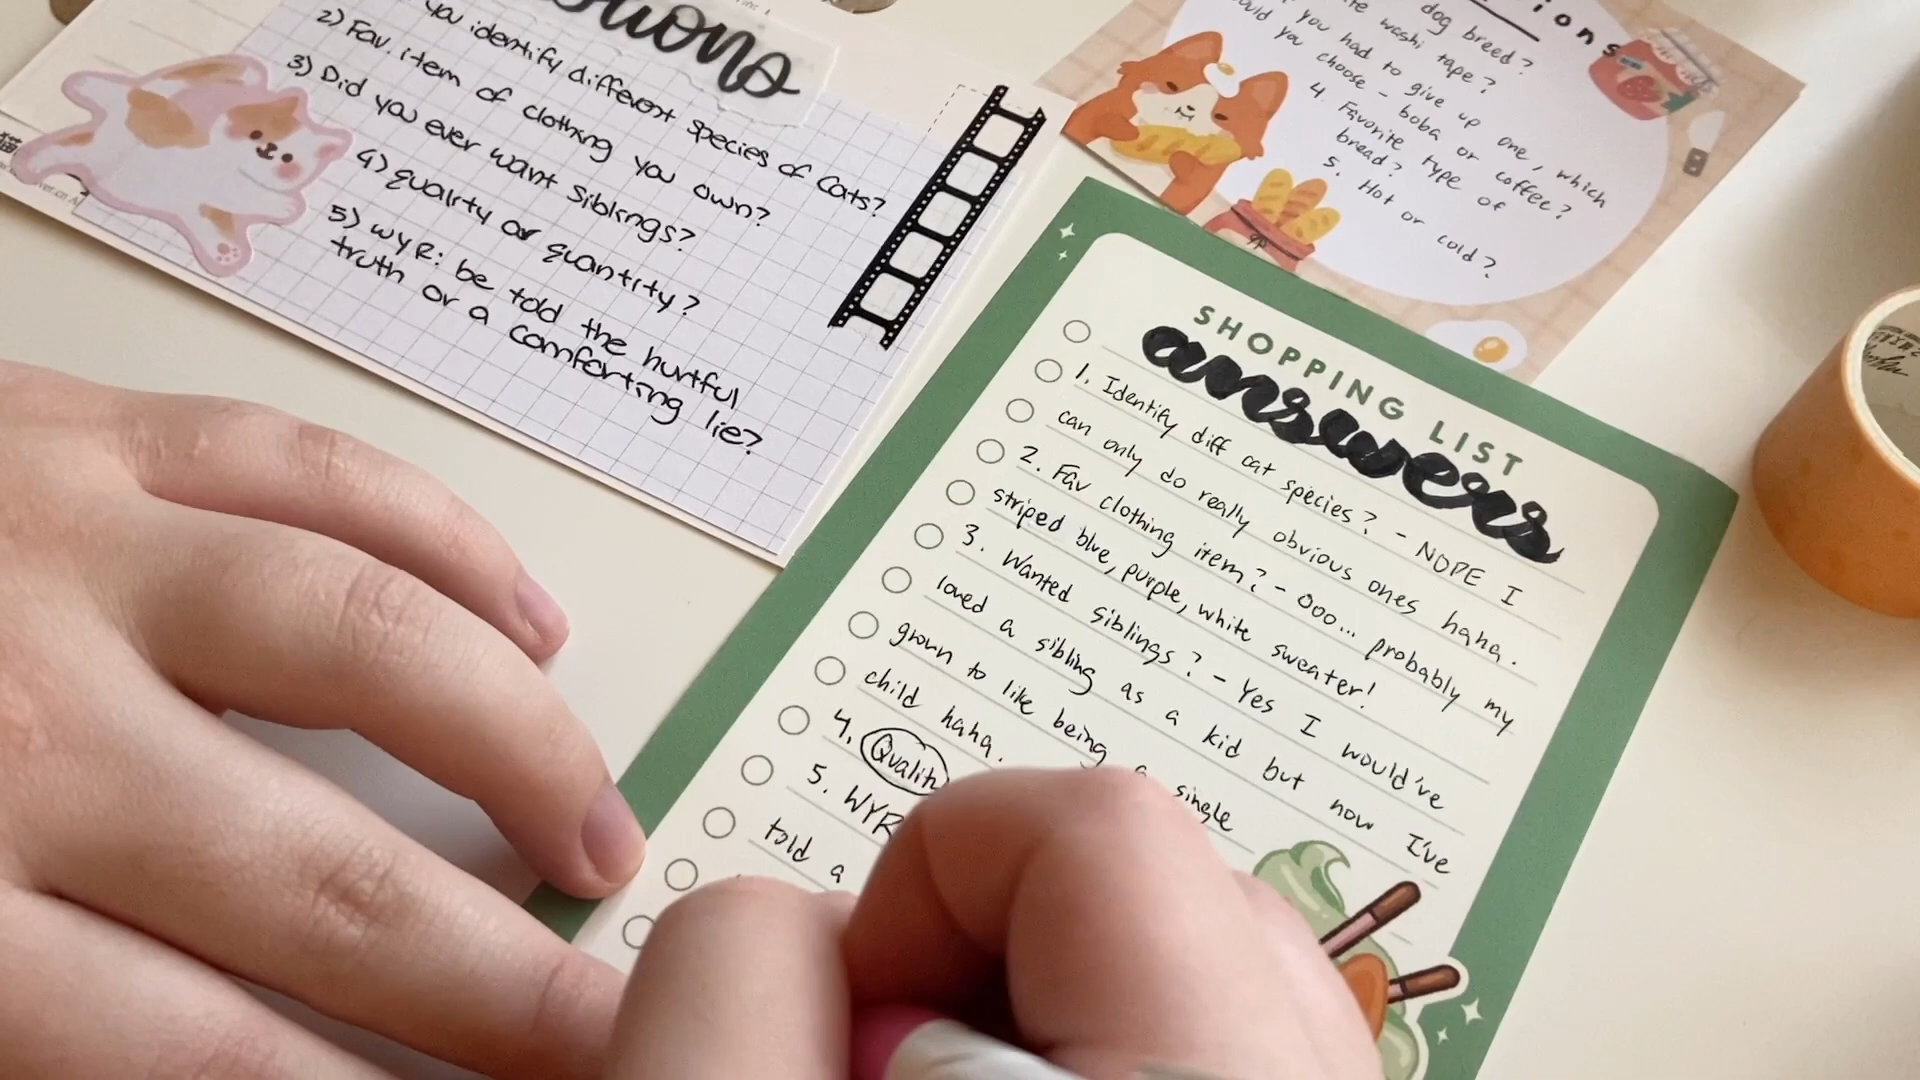 you identify different species of cats?
2) Fav. item of clothing you own?
3) Did you ever want siblings?
4) quality or quantity?
5) WYR: be told the hurtful
truth or a comforting lie?
dog breed?
washi tape?
you had to give up one, which
you choose - boba or coffee?
4. Favorite type of
bread?
5. Hot or cold?
SHOPPING LIST
answers
1. Identify diff cat species? - NOPE I
can only do really obvious ones haha.
2. Fav clothing item? - Ooo... probably my
striped blue, purple, white sweater!
3. Wanted siblings? - Yes I would've
loved a sibling as a kid but now I've
grown to like being a single
child haha.
4. Quality
5. WYR
told a